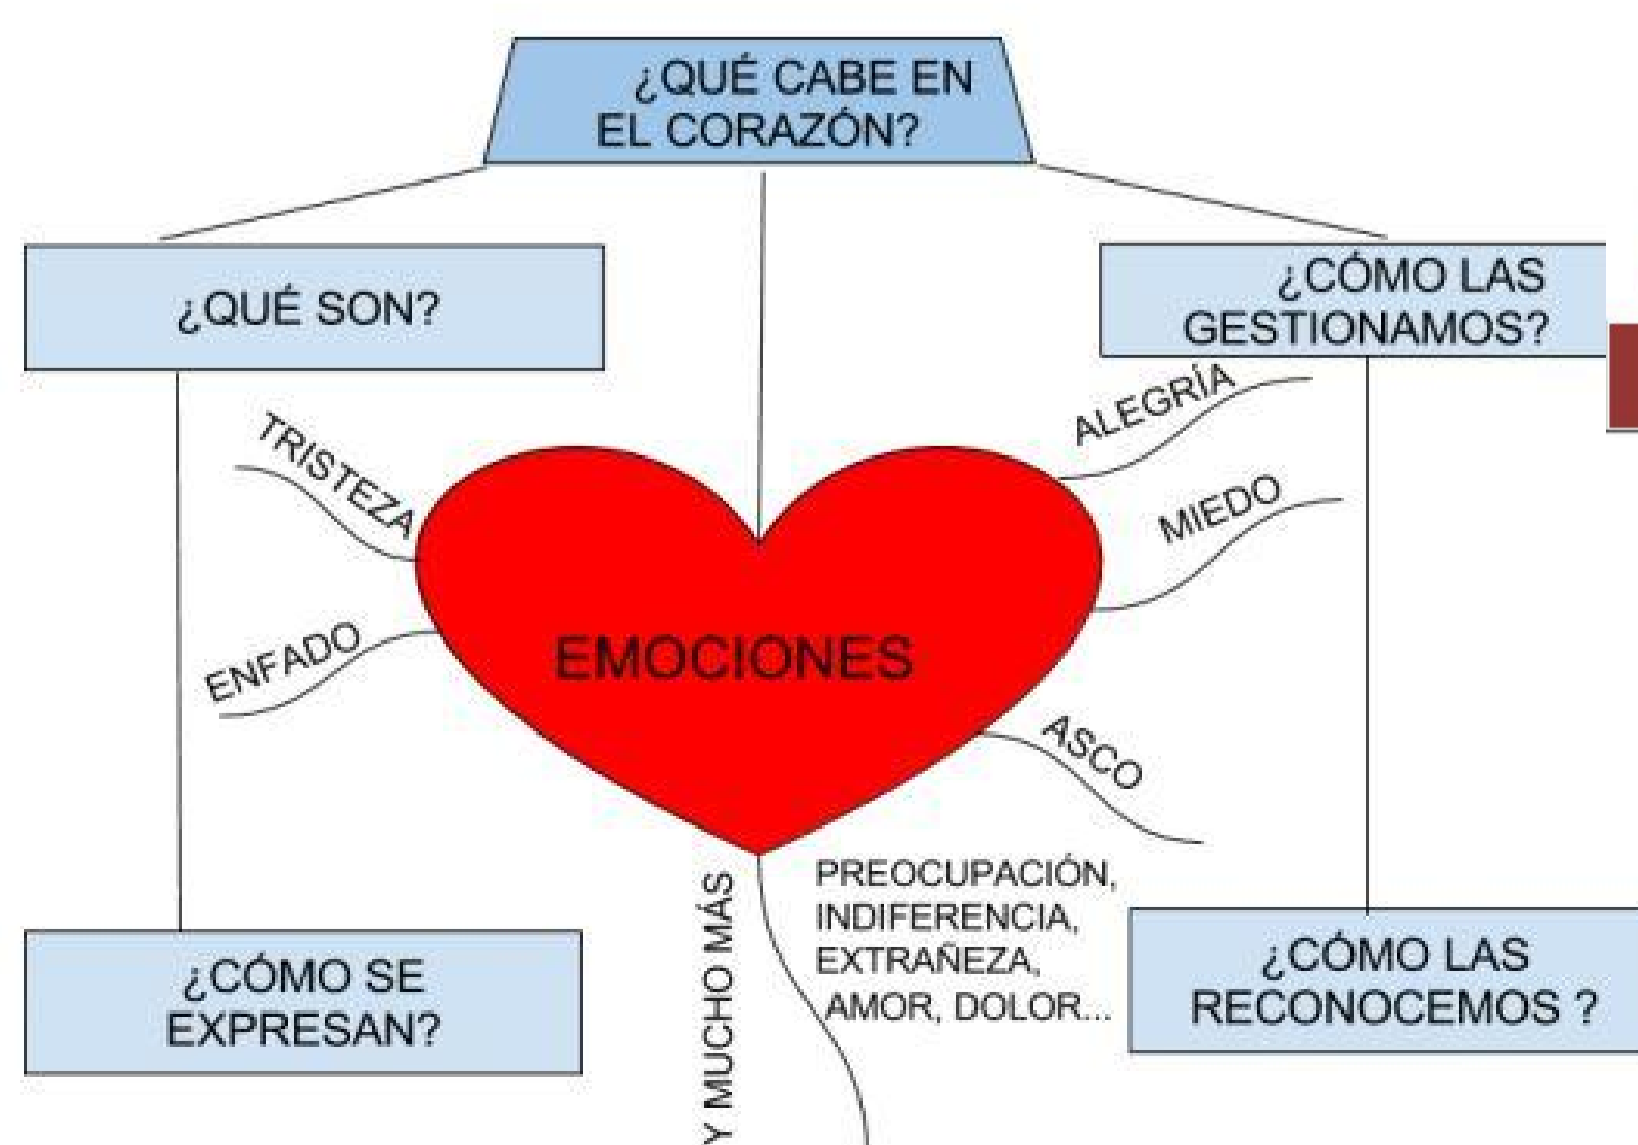 ¿QUÉ CABE EN
EL CORAZÓN?
¿QUÉ SON?
¿CÓMO LAS
GESTIONAMOS?
TRISTEZA
ALEGRÍA
MIEDO
ENFADO
EMOCIONES
ASCO
Y MUCHO MÁS
PREOCUPACIÓN,
INDIFERENCIA,
EXTRAÑEZA,
AMOR, DOLOR...
¿CÓMO SE
EXPRESAN?
¿CÓMO LAS
RECONOCEMOS ?